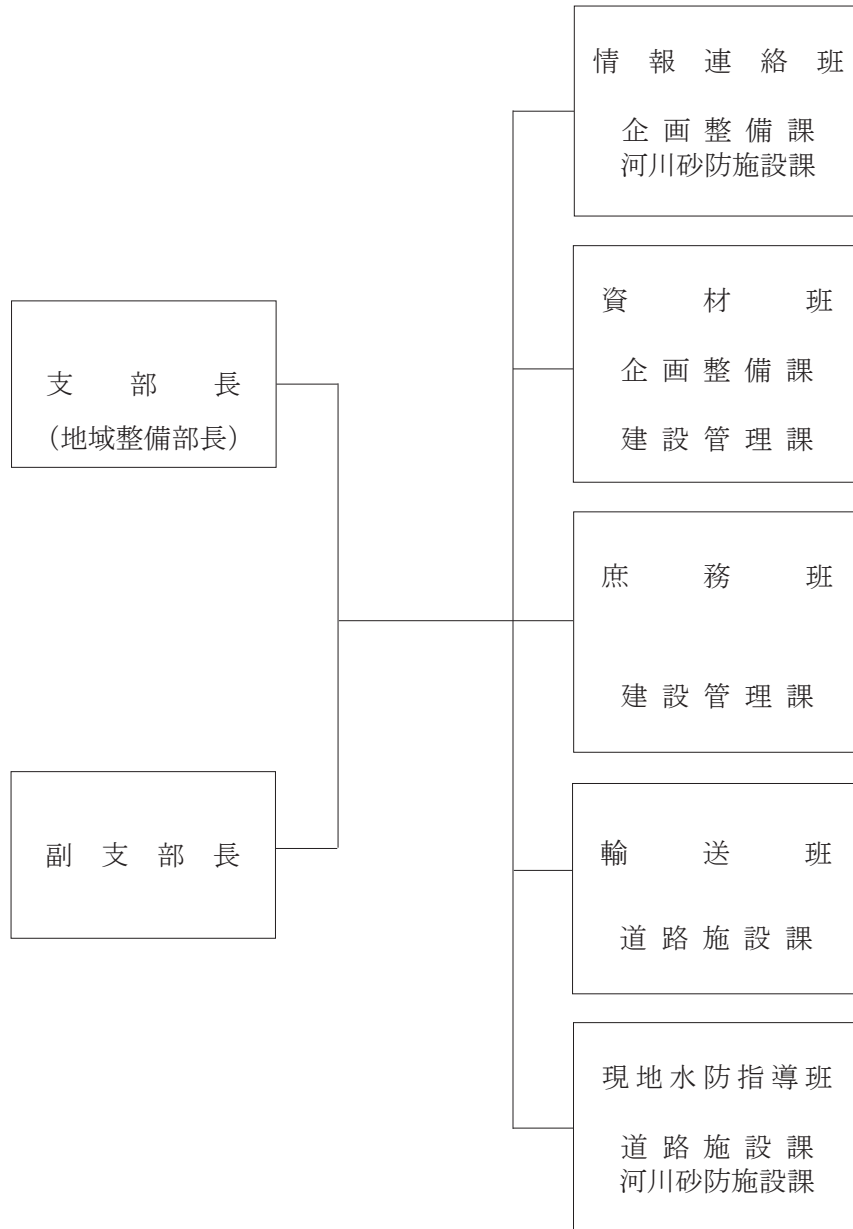 支部長
（地域整備部長）
副支部長
情報連絡班
企画整備課
河川砂防施設課
資材班
企画整備課
建設管理課
庶務班
建設管理課
輸送班
道路施設課
現地水防指導班
道路施設課
河川砂防施設課